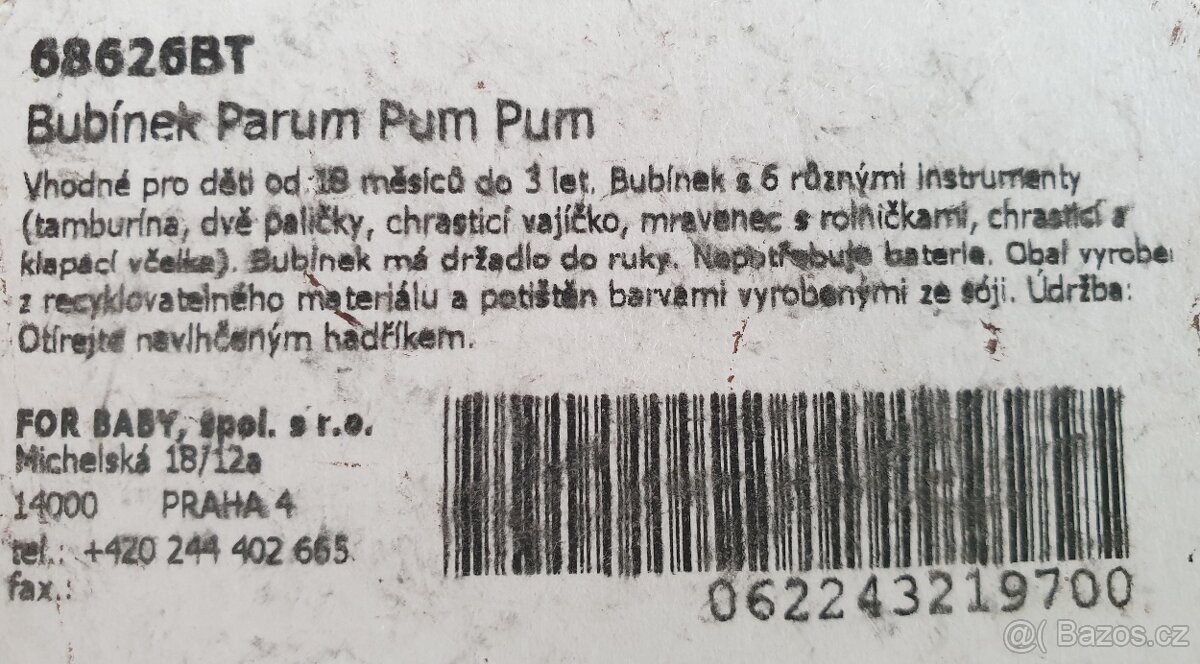 68626BT
Bubínek Parum Pum Pum
Vhodné pro děti od 18 měsíců do 3 let. Bubínek s 6 různými instrumenty
(tamburína, dvě paličky, chrasticí vajíčko, mravenec s rolničkami, chrasticí a
klapací včelka). Bubínek má držadlo do ruky. Nepotřebuje baterie. Obal vyrobe
z recyklovatelného materiálu a potištěn barvami vyrobenými ze sóji. Údržba:
Otírejte navlhčeným hadříkem.
FOR BABY, spol. s r.o.
Michelská 18/12a
14000 PRAHA 4
tel.: +420 244 402 665
fax.:
062243219700
@( Bazos.cz